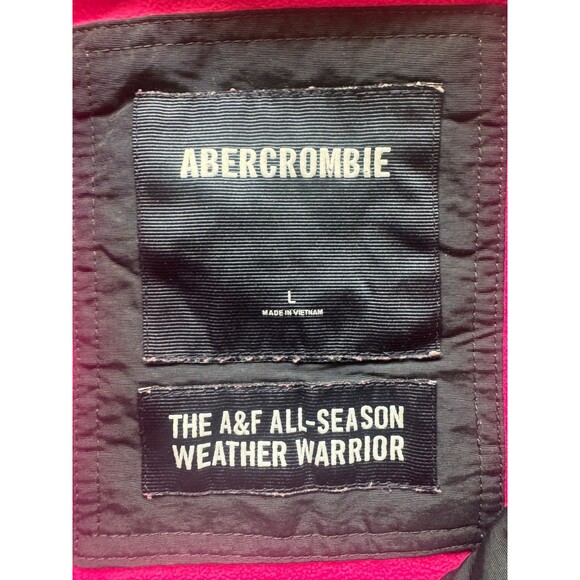 ABERCROMBIE
L
MADE IN VIETNAM
THE A&F ALL-SEASON
WEATHER WARRIOR